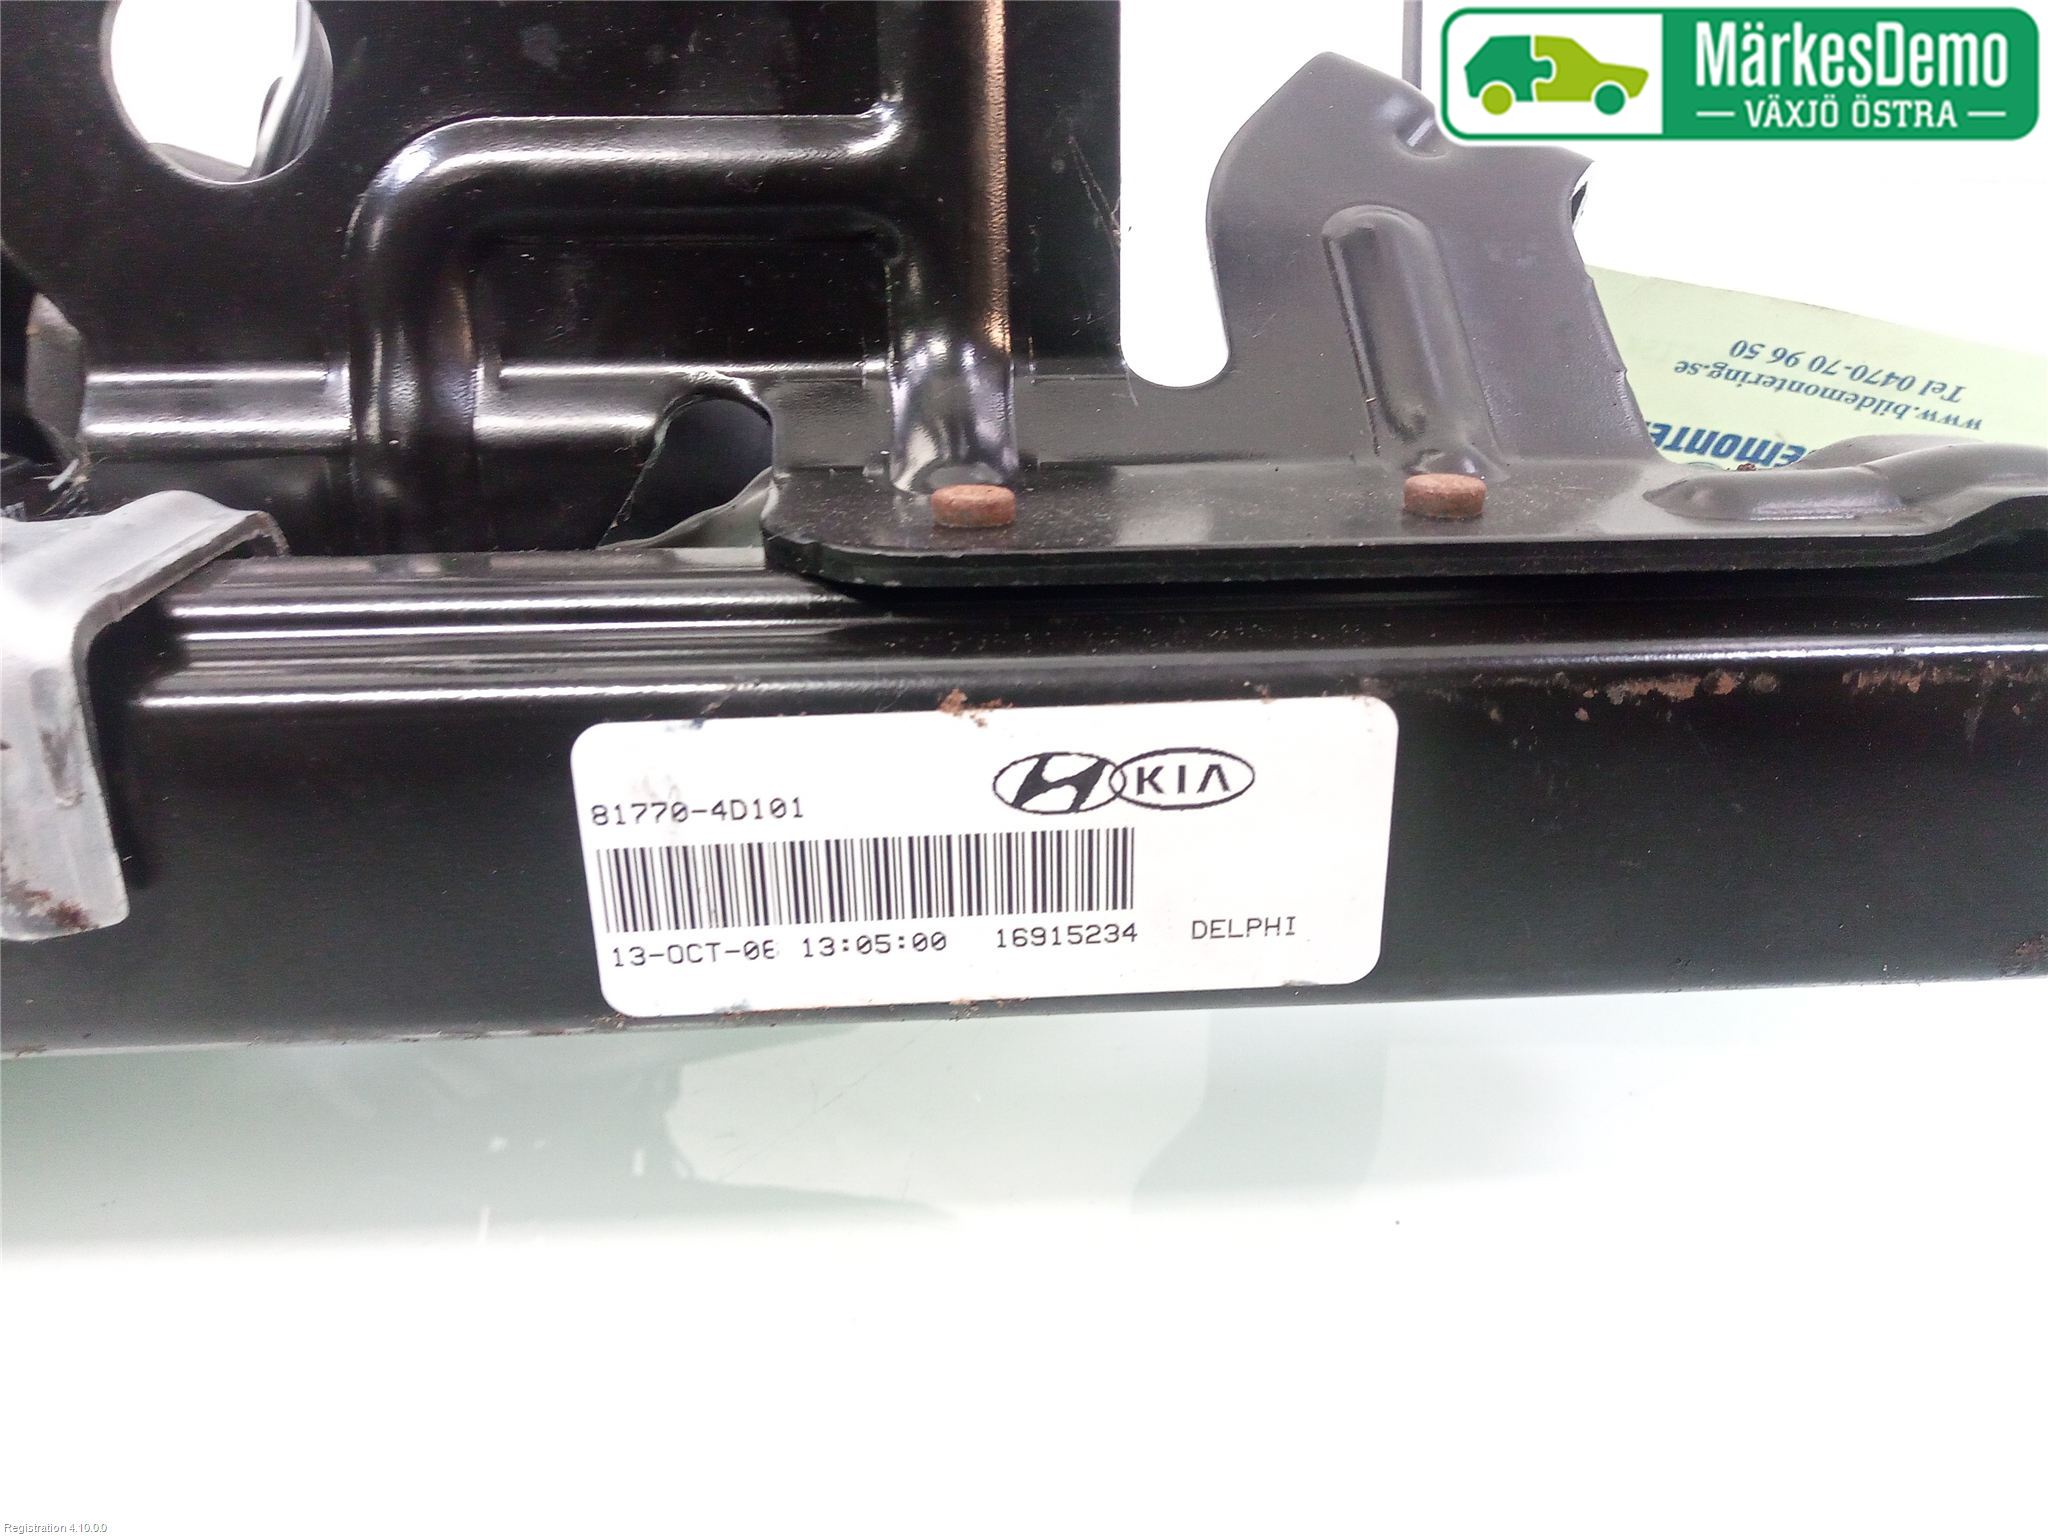 MärkesDemo
VÄXJÖ ÖSTRA
Tel 0470-70 96 50
www.bildemontering.se
81770-4D101
KIA
13-OCT-08 13:05:00 16915234 DELPHI
Registration 4.10.0.0